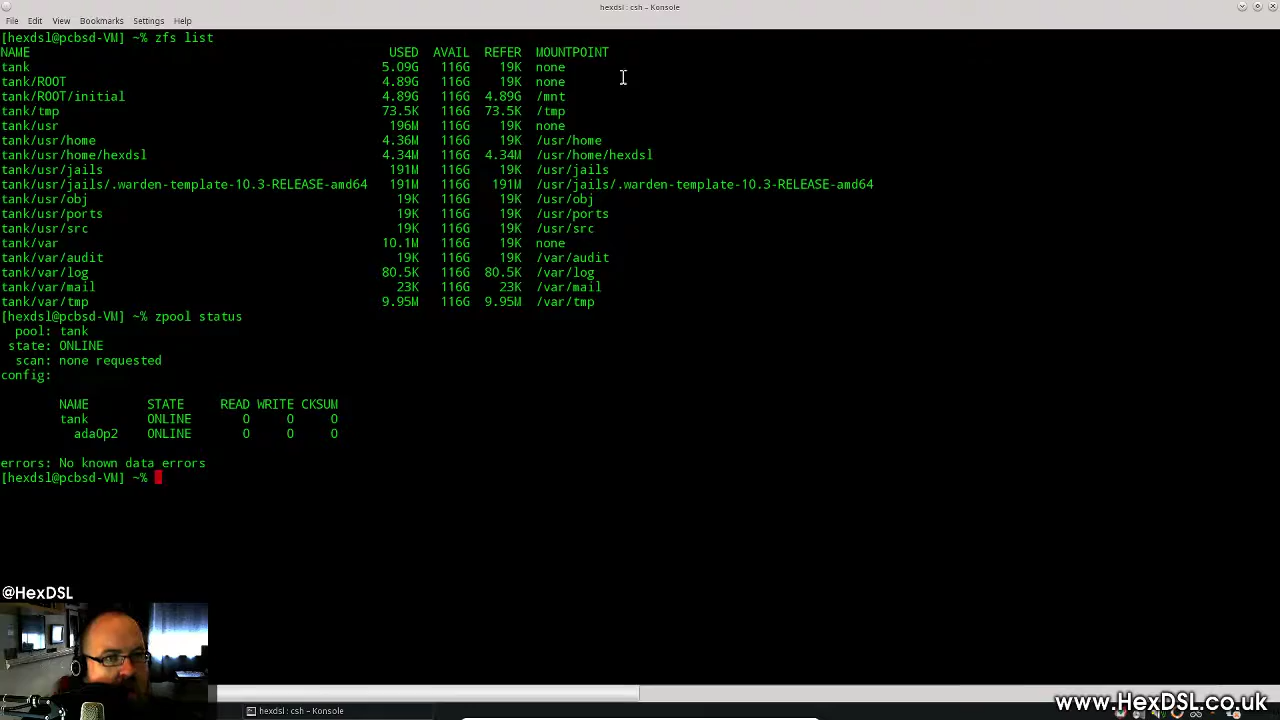 hexdsl : csh – Konsole
File Edit View Bookmarks Settings Help
[hexdsl@pcbsd-VM] ~% zfs list
NAME USED AVAIL REFER MOUNTPOINT
tank 5.09G 116G 19K none
tank/ROOT 4.89G 116G 19K none
tank/ROOT/initial 4.89G 116G 4.89G /mnt
tank/tmp 73.5K 116G 73.5K /tmp
tank/usr 196M 116G 19K none
tank/usr/home 4.36M 116G 19K /usr/home
tank/usr/home/hexdsl 4.34M 116G 4.34M /usr/home/hexdsl
tank/usr/jails 191M 116G 19K /usr/jails
tank/usr/jails/.warden-template-10.3-RELEASE-amd64 191M 116G 191M /usr/jails/.warden-template-10.3-RELEASE-amd64
tank/usr/obj 19K 116G 19K /usr/obj
tank/usr/ports 19K 116G 19K /usr/ports
tank/usr/src 19K 116G 19K /usr/src
tank/var 10.1M 116G 19K none
tank/var/audit 19K 116G 19K /var/audit
tank/var/log 80.5K 116G 80.5K /var/log
tank/var/mail 23K 116G 23K /var/mail
tank/var/tmp 9.95M 116G 9.95M /var/tmp
[hexdsl@pcbsd-VM] ~% zpool status
pool: tank
state: ONLINE
scan: none requested
config:
NAME STATE READ WRITE CKSUM
tank ONLINE 0 0 0
ada0p2 ONLINE 0 0 0
errors: No known data errors
[hexdsl@pcbsd-VM] ~%
@HexDSL
hexdsl : csh – Konsole
www.HexDSL.co.uk